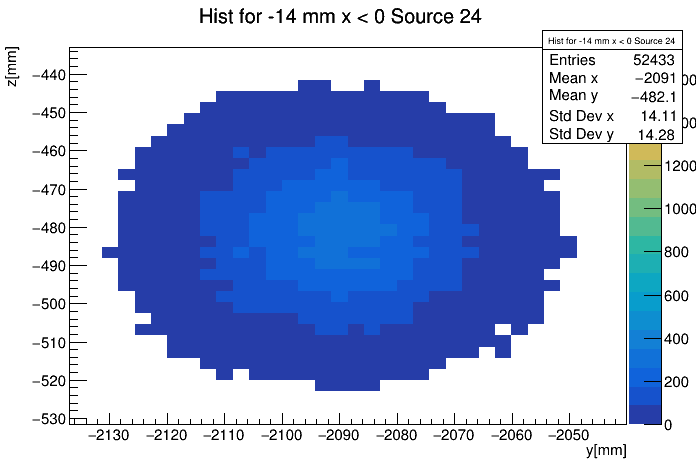 Hist for -14 mm x < 0 Source 24
Hist for -14 mm x < 0 Source 24
Entries 52433
Mean x −2091
Mean y −482.1
Std Dev x 14.11
Std Dev y 14.28
z[mm]
−440
−450
−460
−470
−480
−490
−500
−510
−520
−530
−2130 −2120 −2110 −2100 −2090 −2080 −2070 −2060 −2050
y[mm]
1200
1000
800
600
400
200
0